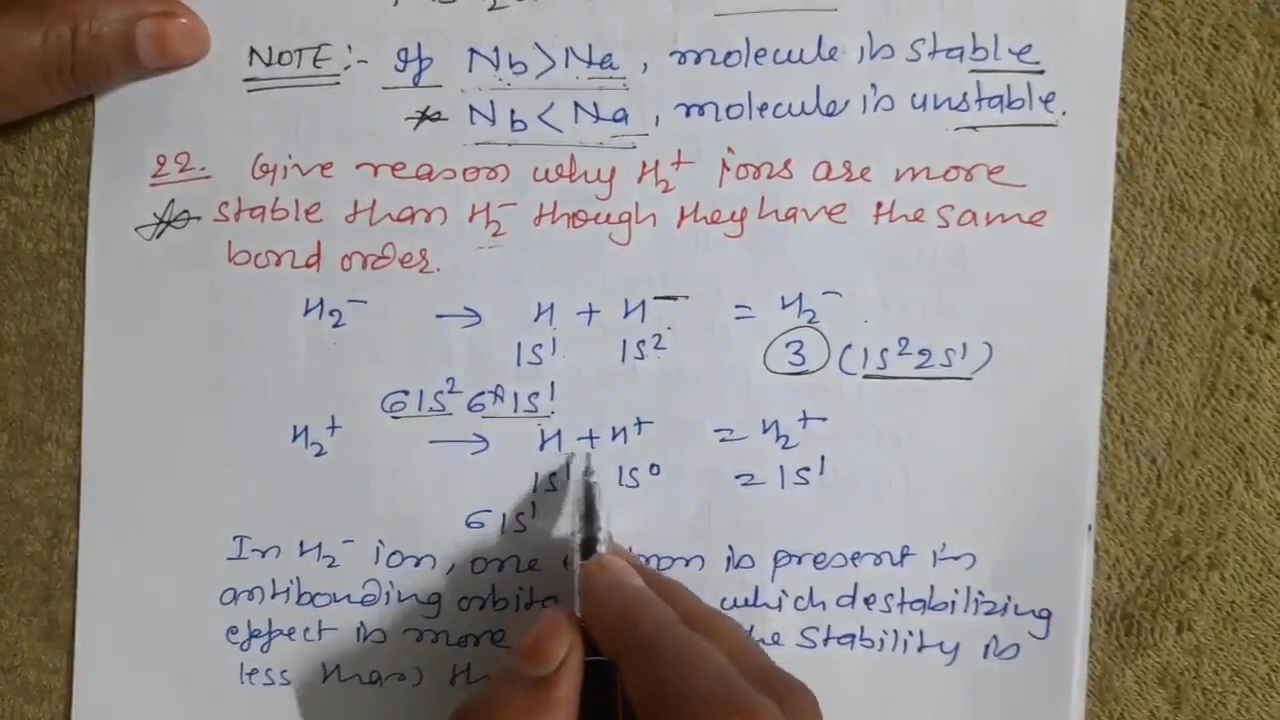 NOTE :- If Nb > Na, molecule is stable
* Nb < Na, molecule is unstable.
22. Give reason why H2+ ions are more
* stable than H2- though they have the same
bond order.
H2- → H + H- = H2-
1s1 1s2 3 (1s2 2s1)
σ1s2 σ*1s1
H2+ → H + H+ = H2+
1s1 1s0 = 1s1
σ1s1
In H2- ion, one is present in
antibonding which destabilizing
effect is more the stability is
less than